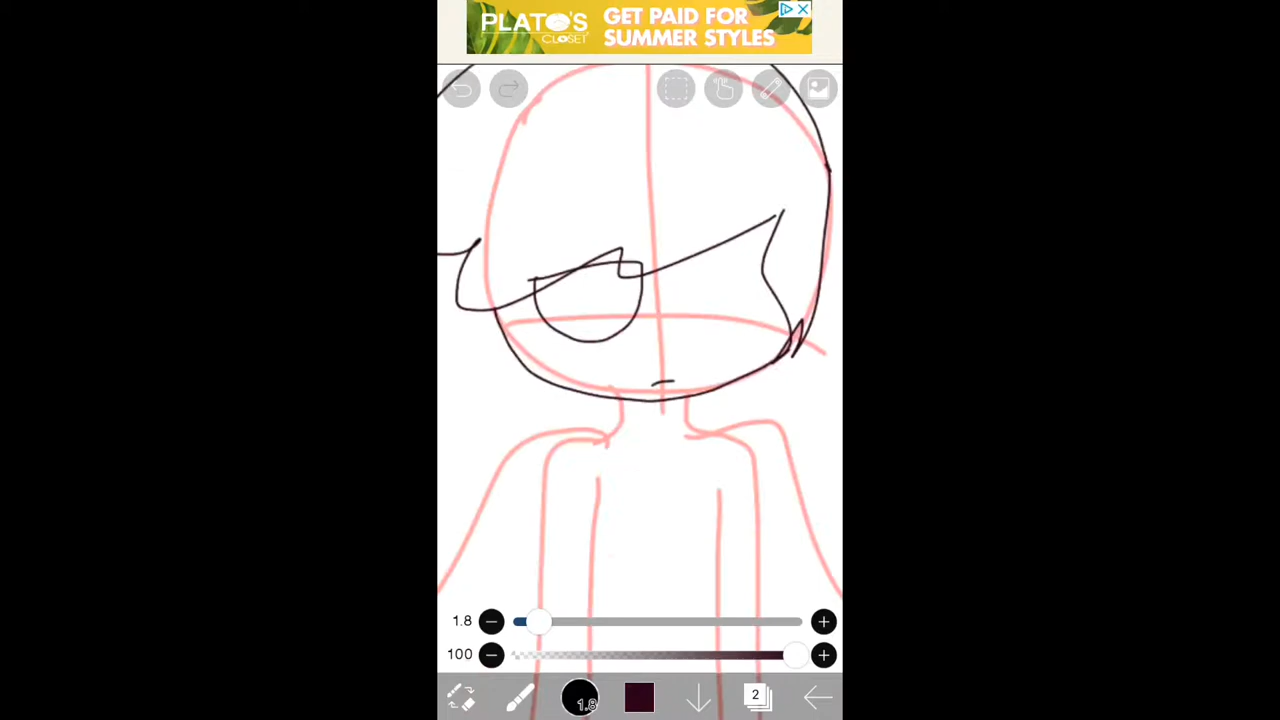 PLATO'S
CLOSET
GET PAID FOR
SUMMER STYLES
1.8
100
1.8
2